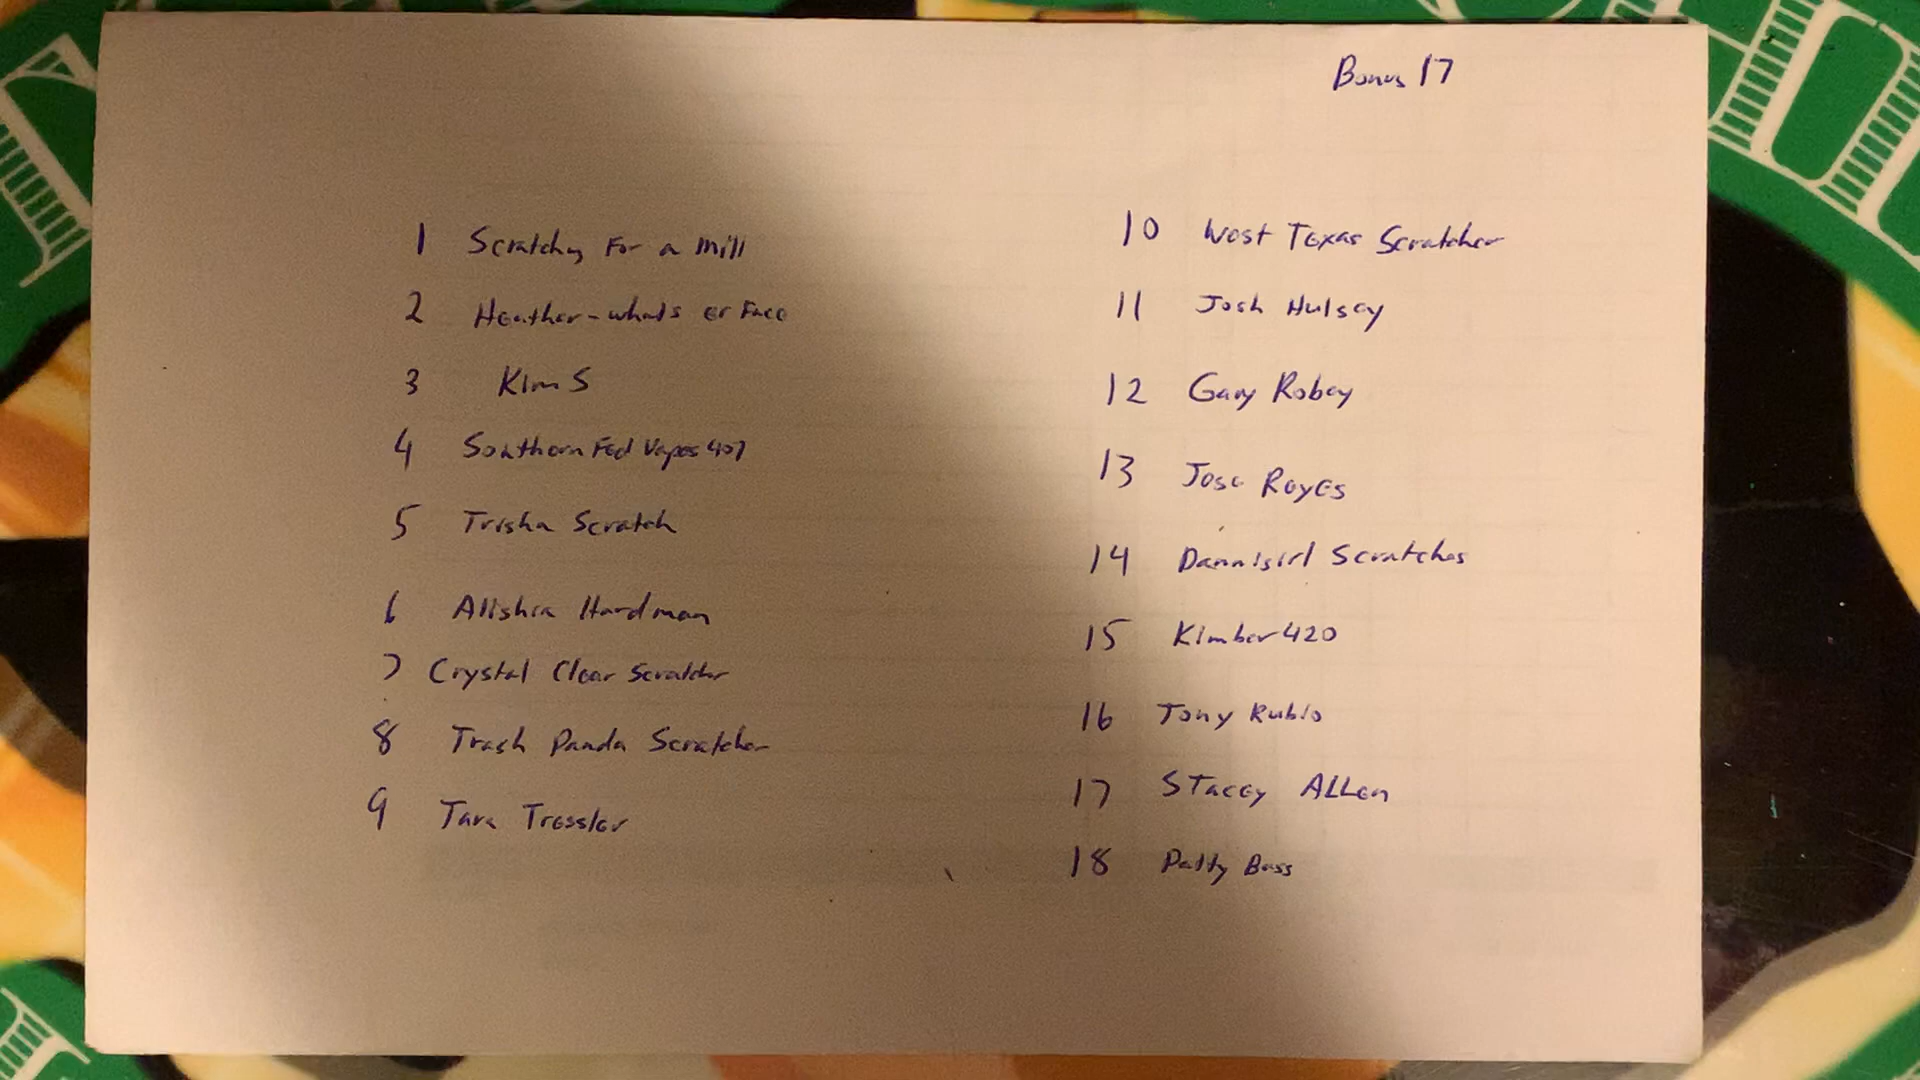 Bonus 17
1 Scratchy For a Mill
2 Heather-whats er Face
3 Kim S
4 Southern Fed Vapes 407
5 Trisha Scratch
6 Alishia Hardman
7 Crystal Clear Scratcher
8 Trash Panda Scratcher
9 Tara Tressler
10 West Texas Scratcher
11 Josh Hulsey
12 Gary Robey
13 Jose Reyes
14 Dannigirl Scratches
15 Kimber420
16 Tony Rubio
17 Stacey ALLen
18 Patty Bass